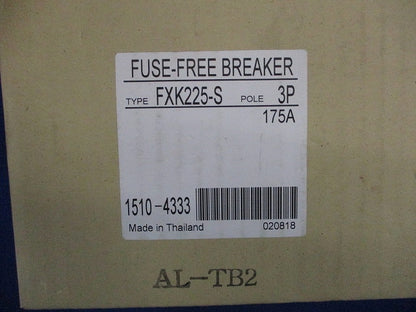 FUSE-FREE BREAKER
TYPE FXK225-S POLE 3P
175A
1510-4333
Made in Thailand 020818
AL-TB2